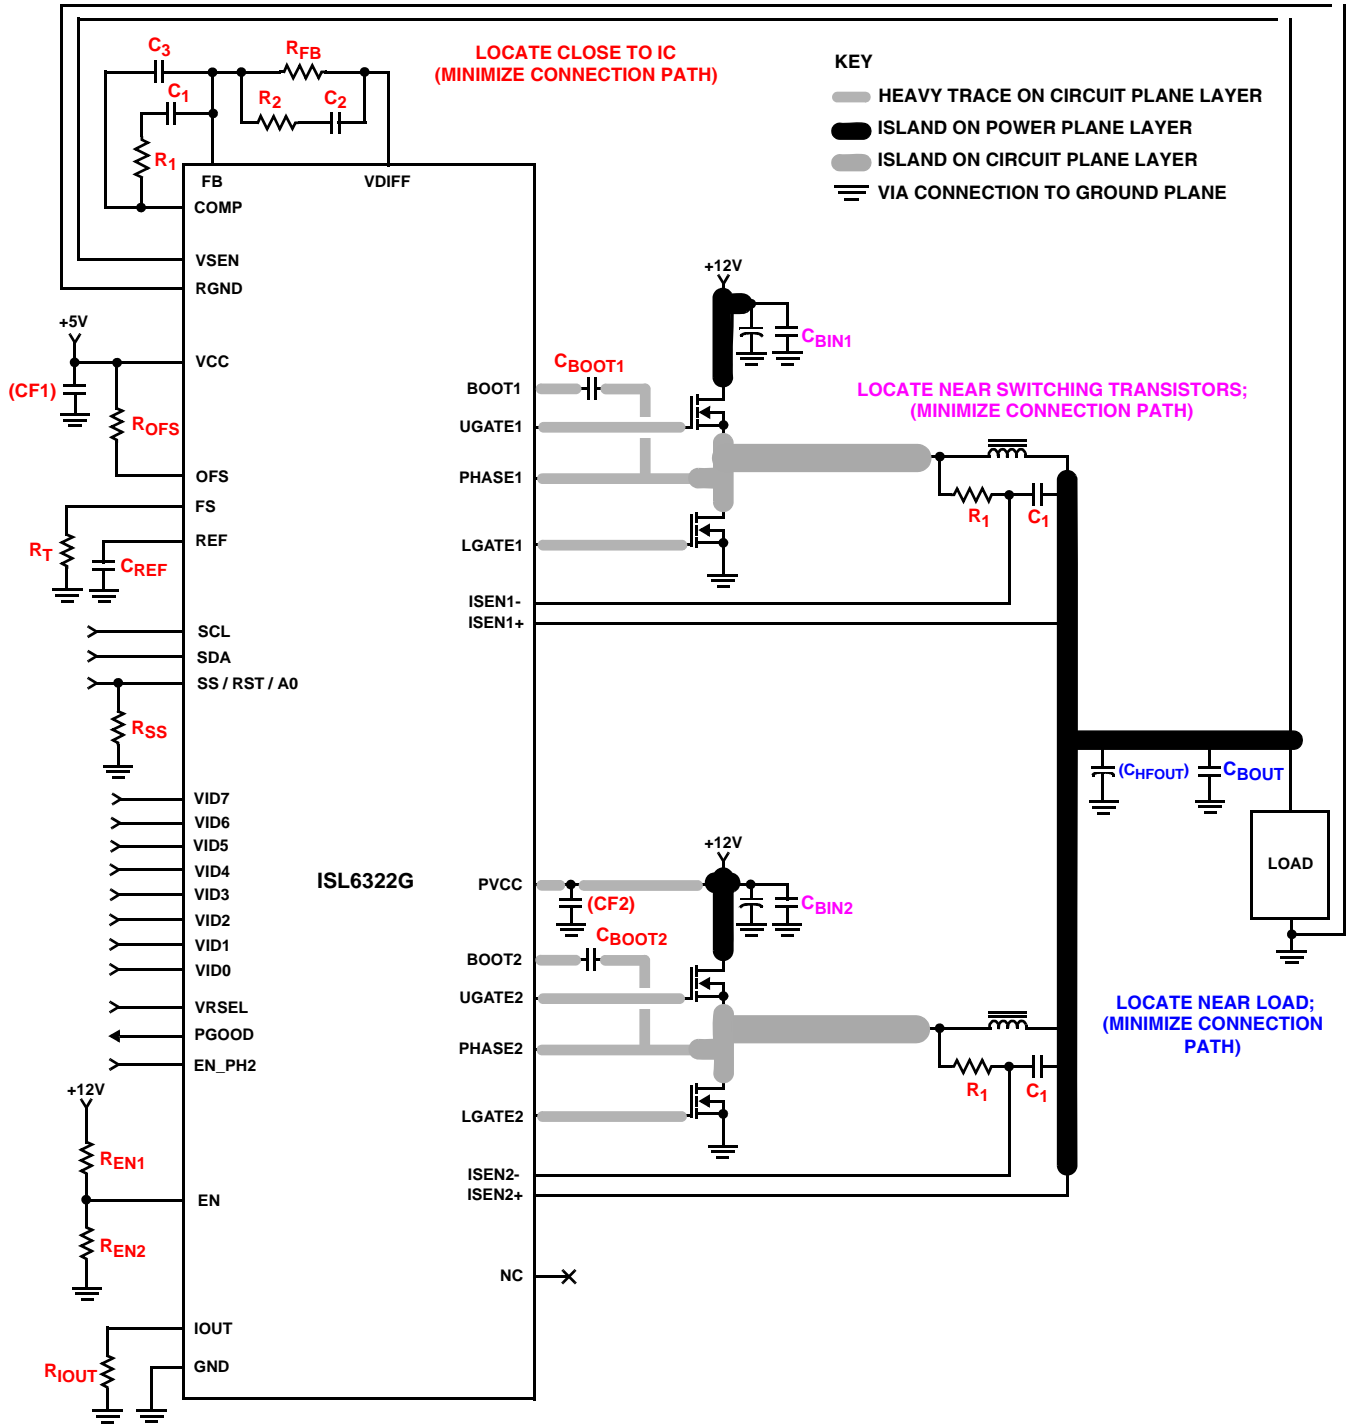 C3
RFB
C1
R2
C2
R1
LOCATE CLOSE TO IC
(MINIMIZE CONNECTION PATH)
KEY
HEAVY TRACE ON CIRCUIT PLANE LAYER
ISLAND ON POWER PLANE LAYER
ISLAND ON CIRCUIT PLANE LAYER
VIA CONNECTION TO GROUND PLANE
FB
VDIFF
COMP
VSEN
RGND
+5V
VCC
(CF1)
ROFS
OFS
FS
REF
RT
CREF
SCL
SDA
SS / RST / A0
RSS
VID7
VID6
VID5
VID4
VID3
VID2
VID1
VID0
VRSEL
PGOOD
EN_PH2
+12V
REN1
EN
REN2
IOUT
RIOUT
GND
ISL6322G
+12V
CBIN1
CBOOT1
BOOT1
UGATE1
PHASE1
LGATE1
ISEN1-
ISEN1+
LOCATE NEAR SWITCHING TRANSISTORS;
(MINIMIZE CONNECTION PATH)
R1
C1
(CHFOUT)
CBOUT
LOAD
+12V
PVCC
(CF2)
CBIN2
CBOOT2
BOOT2
UGATE2
PHASE2
LGATE2
ISEN2-
ISEN2+
R1
C1
LOCATE NEAR LOAD;
(MINIMIZE CONNECTION
PATH)
NC